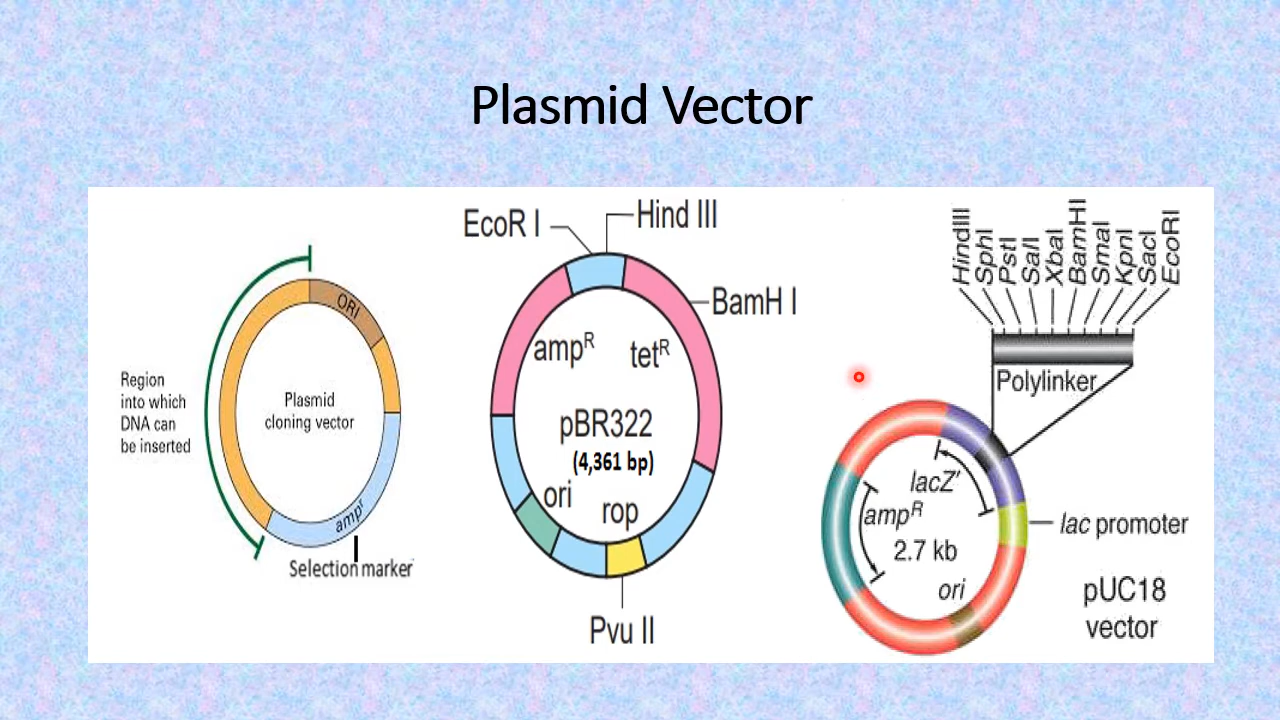 Plasmid Vector
ORI
Region
into which
DNA can
be inserted
Plasmid
cloning vector
ampʳ
Selection marker
EcoR I
Hind III
BamH I
ampᴿ
tetᴿ
pBR322
(4,361 bp)
ori
rop
Pvu II
HindIII
SphI
PstI
SalI
XbaI
BamHI
SmaI
KpnI
SacI
EcoRI
Polylinker
lacZ'
ampᴿ
2.7 kb
ori
lac promoter
pUC18
vector